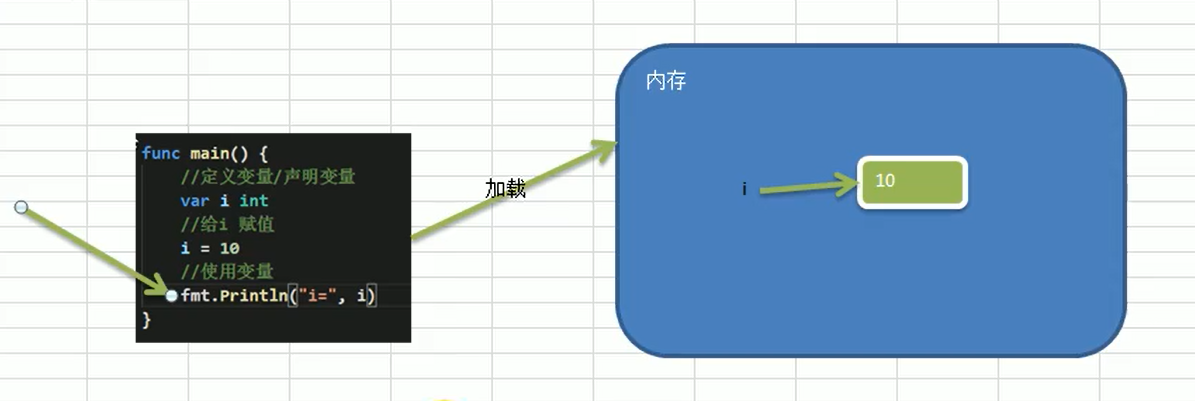 func main() {
//定义变量/声明变量
var i int
//给i 赋值
i = 10
//使用变量
fmt.Println("i=", i)
}
加载
内存
i
10